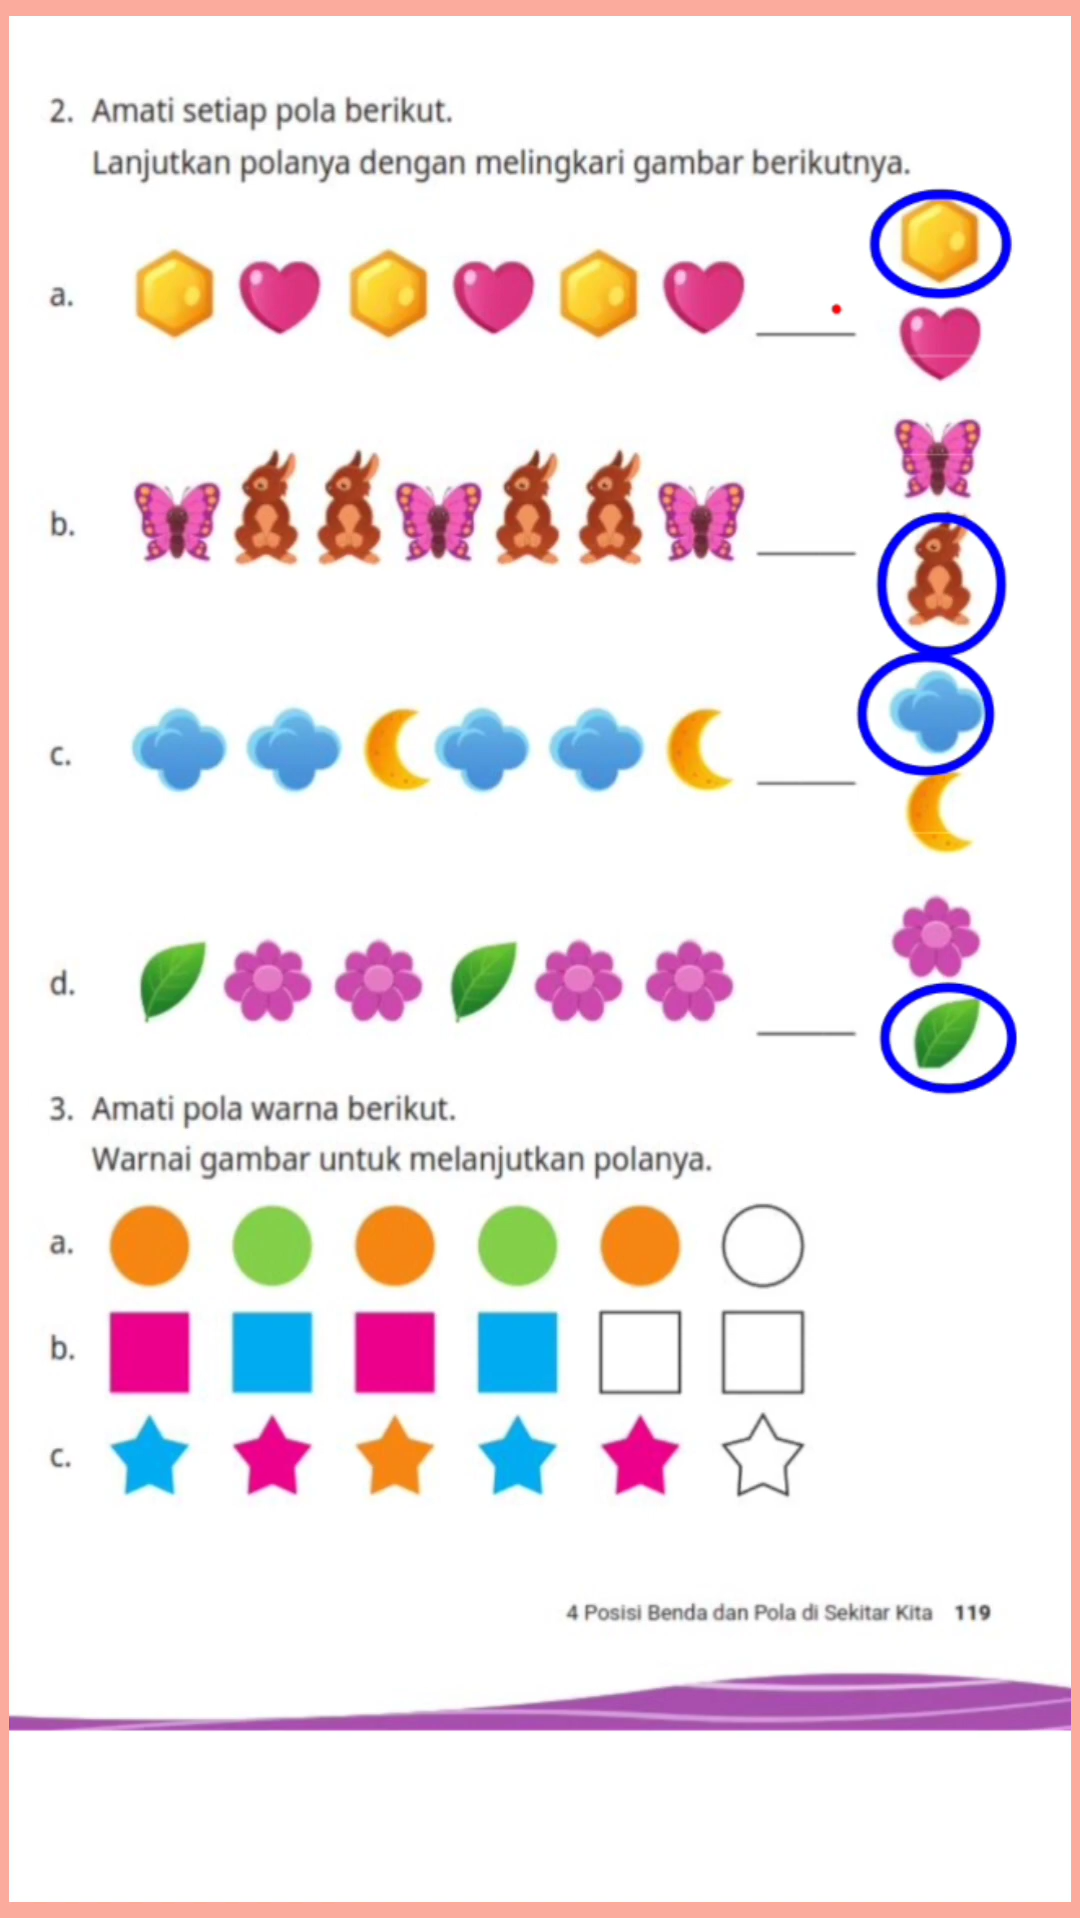 2. Amati setiap pola berikut.
Lanjutkan polanya dengan melingkari gambar berikutnya.
a.
b.
c.
d.
3. Amati pola warna berikut.
Warnai gambar untuk melanjutkan polanya.
a.
b.
c.
4 Posisi Benda dan Pola di Sekitar Kita 119